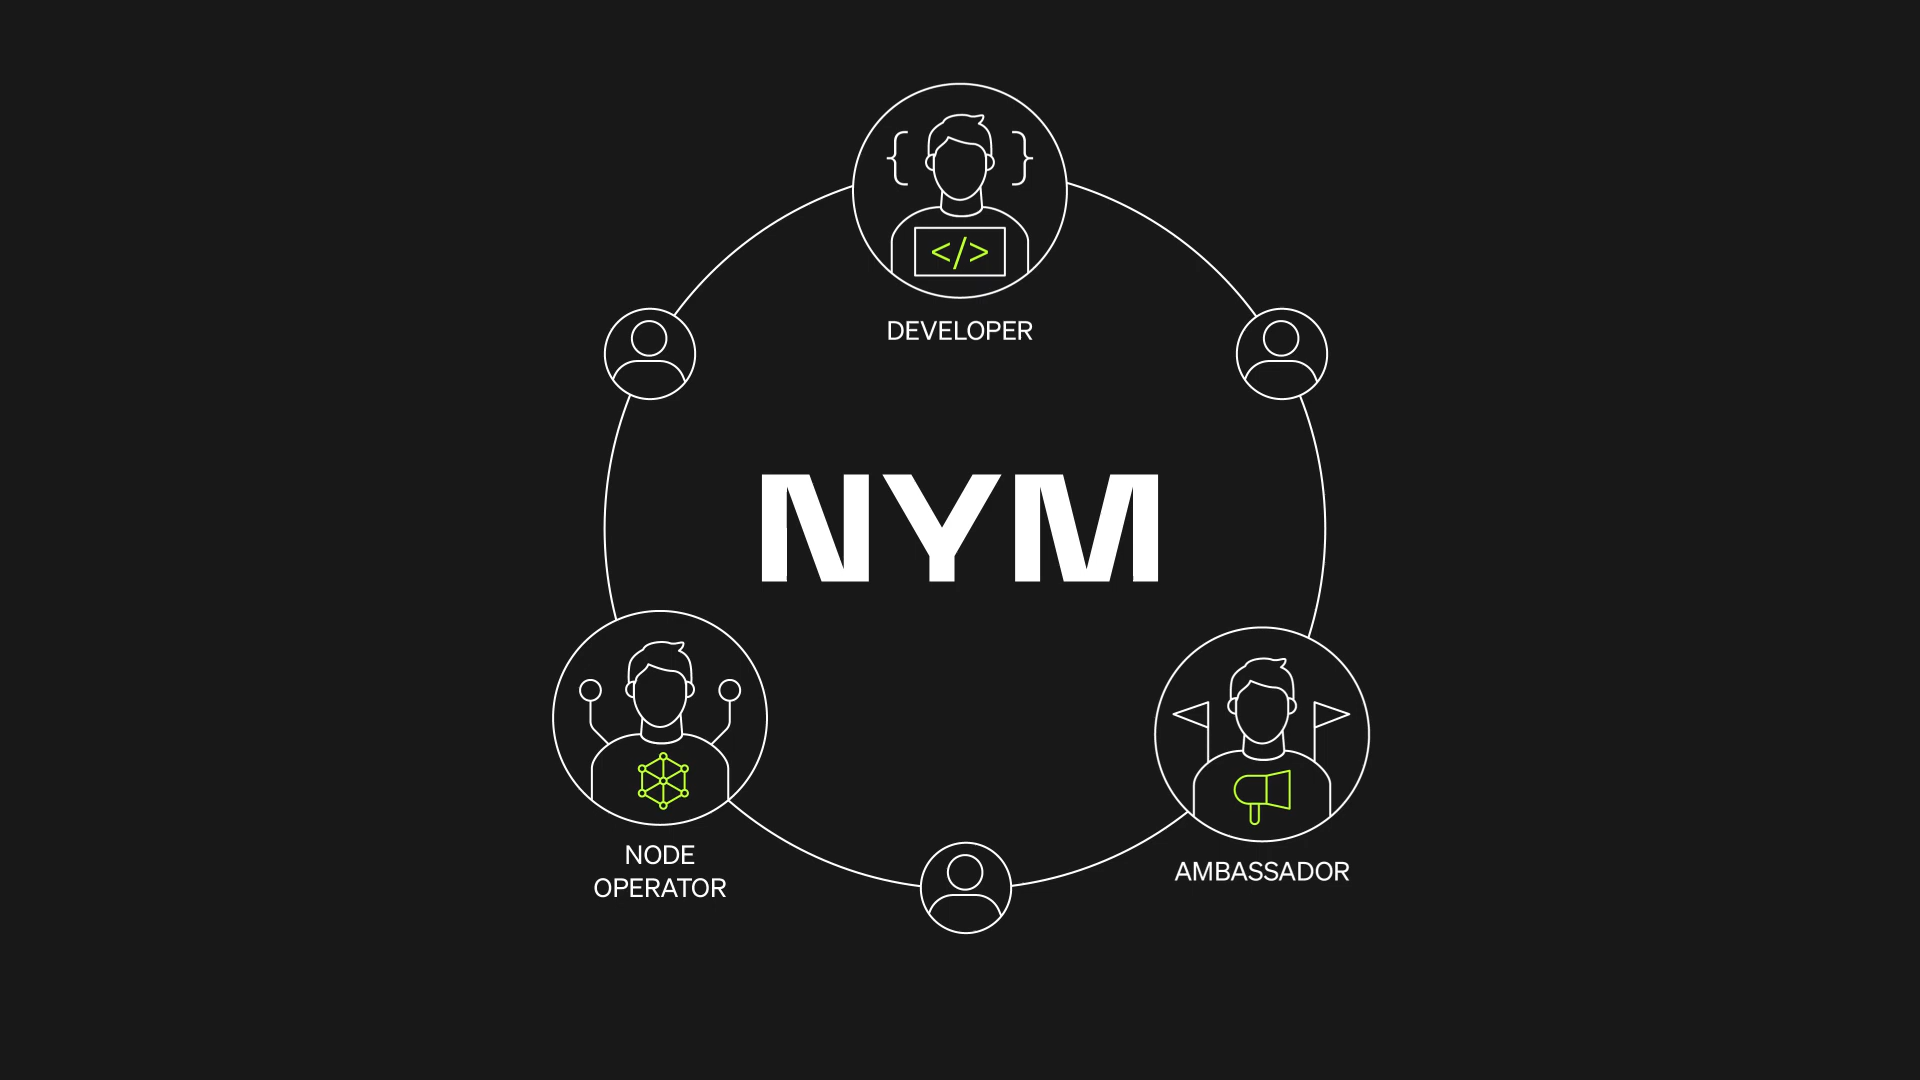 { }
</>
DEVELOPER
NYM
NODE
OPERATOR
AMBASSADOR